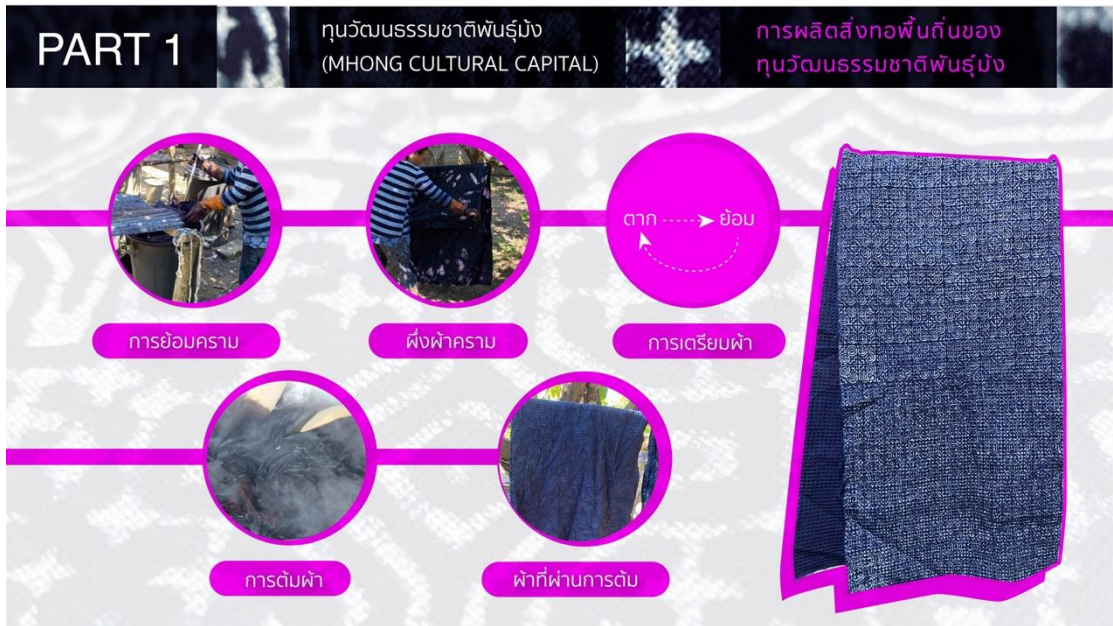 PART 1
ทุนวัฒนธรรมชาติพันธุ์ม้ง
(MHONG CULTURAL CAPITAL)
การผลิตสิ่งทอพื้นถิ่นของ
ทุนวัฒนธรรมชาติพันธุ์ม้ง
ตาก
ย้อม
การย้อมคราม
ผึ่งผ้าคราม
การเตรียมผ้า
การต้มผ้า
ผ้าที่ผ่านการต้ม